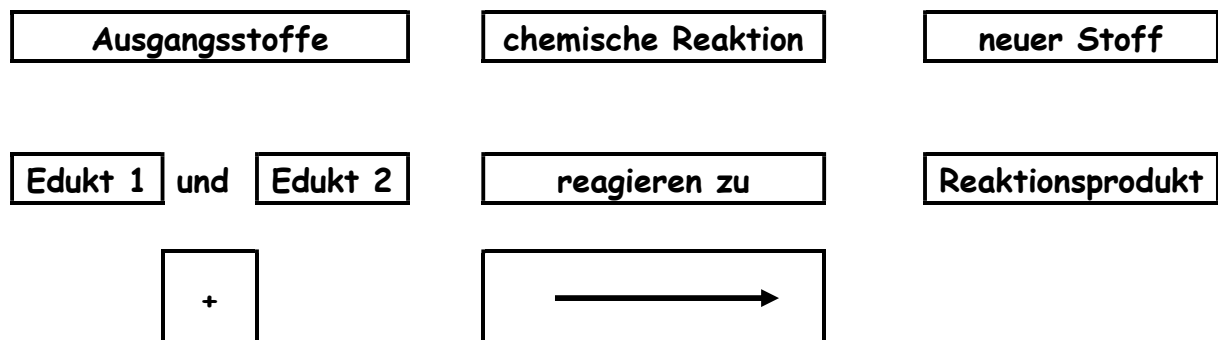 Ausgangsstoffe chemische Reaktion neuer Stoff
Edukt 1 und Edukt 2 reagieren zu Reaktionsprodukt
+